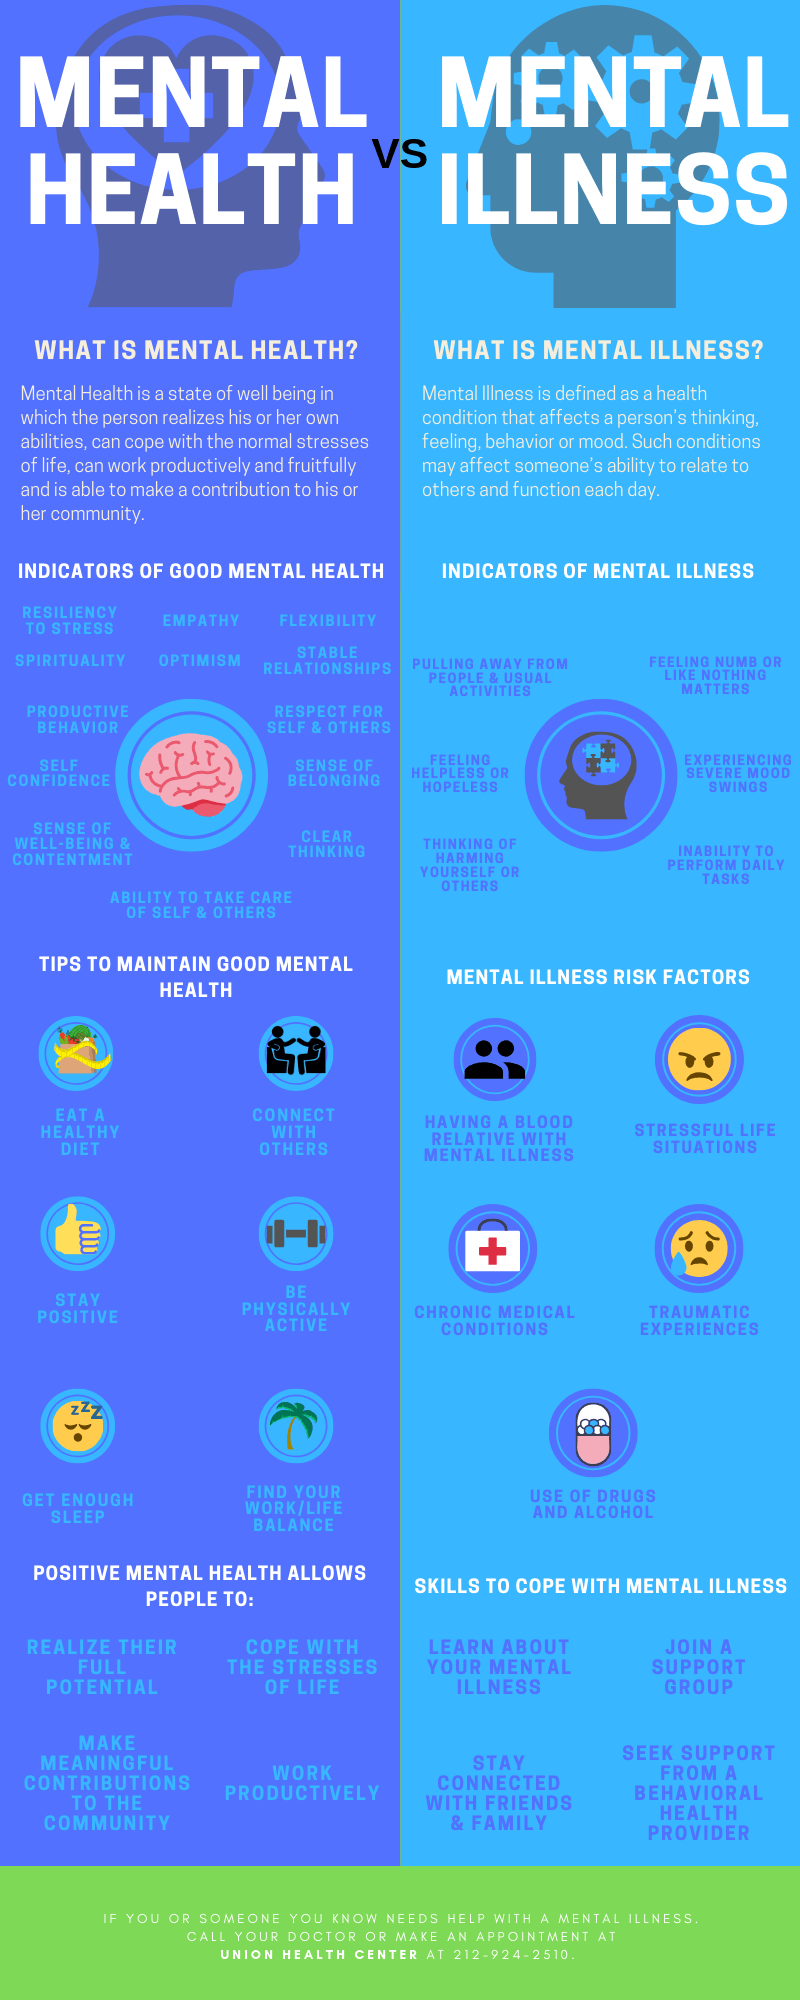 MENTAL
HEALTH
VS
MENTAL
ILLNESS
WHAT IS MENTAL HEALTH?
Mental Health is a state of well being in
which the person realizes his or her own
abilities, can cope with the normal stresses
of life, can work productively and fruitfully
and is able to make a contribution to his or
her community.
INDICATORS OF GOOD MENTAL HEALTH
RESILIENCY
TO STRESS
EMPATHY
FLEXIBILITY
SPIRITUALITY
OPTIMISM
STABLE
RELATIONSHIPS
PRODUCTIVE
BEHAVIOR
RESPECT FOR
SELF & OTHERS
SELF
CONFIDENCE
SENSE OF
BELONGING
SENSE OF
WELL-BEING &
CONTENTMENT
CLEAR
THINKING
ABILITY TO TAKE CARE
OF SELF & OTHERS
TIPS TO MAINTAIN GOOD MENTAL
HEALTH
EAT A
HEALTHY
DIET
CONNECT
WITH
OTHERS
STAY
POSITIVE
BE
PHYSICALLY
ACTIVE
zzZ
GET ENOUGH
SLEEP
FIND YOUR
WORK/LIFE
BALANCE
POSITIVE MENTAL HEALTH ALLOWS
PEOPLE TO:
REALIZE THEIR
FULL
POTENTIAL
COPE WITH
THE STRESSES
OF LIFE
MAKE
MEANINGFUL
CONTRIBUTIONS
TO THE
COMMUNITY
WORK
PRODUCTIVELY
WHAT IS MENTAL ILLNESS?
Mental Illness is defined as a health
condition that affects a person's thinking,
feeling, behavior or mood. Such conditions
may affect someone's ability to relate to
others and function each day.
INDICATORS OF MENTAL ILLNESS
PULLING AWAY FROM
PEOPLE & USUAL
ACTIVITIES
FEELING NUMB OR
LIKE NOTHING
MATTERS
FEELING
HELPLESS OR
HOPELESS
EXPERIENCING
SEVERE MOOD
SWINGS
THINKING OF
HARMING
YOURSELF OR
OTHERS
INABILITY TO
PERFORM DAILY
TASKS
MENTAL ILLNESS RISK FACTORS
HAVING A BLOOD
RELATIVE WITH
MENTAL ILLNESS
STRESSFUL LIFE
SITUATIONS
CHRONIC MEDICAL
CONDITIONS
TRAUMATIC
EXPERIENCES
USE OF DRUGS
AND ALCOHOL
SKILLS TO COPE WITH MENTAL ILLNESS
LEARN ABOUT
YOUR MENTAL
ILLNESS
JOIN A
SUPPORT
GROUP
STAY
CONNECTED
WITH FRIENDS
& FAMILY
SEEK SUPPORT
FROM A
BEHAVIORAL
HEALTH
PROVIDER
IF YOU OR SOMEONE YOU KNOW NEEDS HELP WITH A MENTAL ILLNESS.
CALL YOUR DOCTOR OR MAKE AN APPOINTMENT AT
UNION HEALTH CENTER AT 212-924-2510.